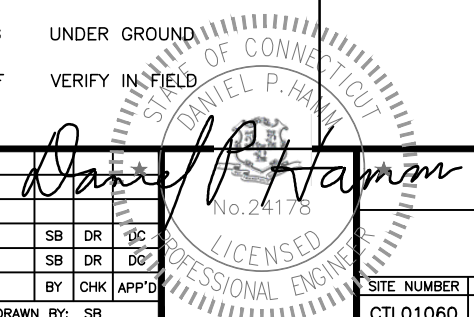 UNDER GROUND
VERIFY IN FIELD
STATE OF CONNECTICUT
DANIEL P. HAMM
Daniel P Hamm
No.24178
LICENSED
PROFESSIONAL ENGINEER
SB DR DC
SB DR DC
BY CHK APP'D
DRAWN BY: SB
SITE NUMBER
CTL01060